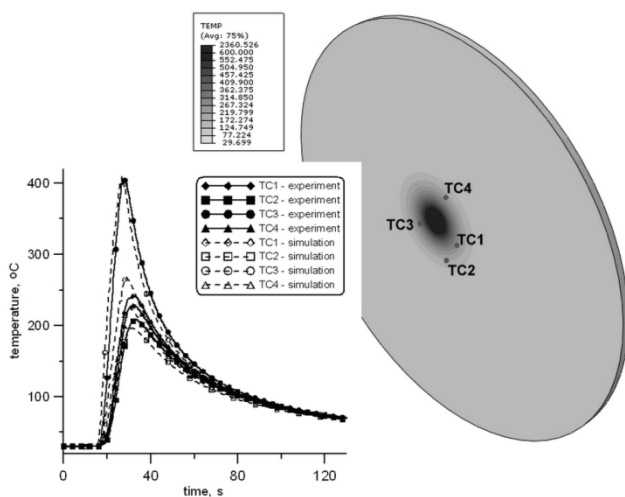 TEMP
(Avg: 75%)
2360.526
600.000
552.475
504.950
457.425
409.900
362.375
314.850
267.324
219.799
172.274
124.749
77.224
29.699
TC4
TC3
TC1
TC2
TC1 - experiment
TC2 - experiment
TC3 - experiment
TC4 - experiment
TC1 - simulation
TC2 - simulation
TC3 - simulation
TC4 - simulation
400
300
200
100
temperature, °C
0 40 80 120
time, s